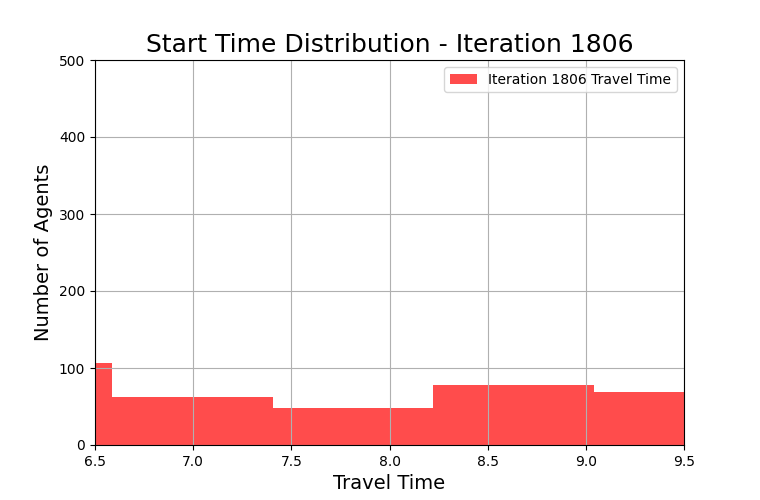 Start Time Distribution - Iteration 1806
500
400
300
200
100
0
Number of Agents
Iteration 1806 Travel Time
6.5 7.0 7.5 8.0 8.5 9.0 9.5
Travel Time